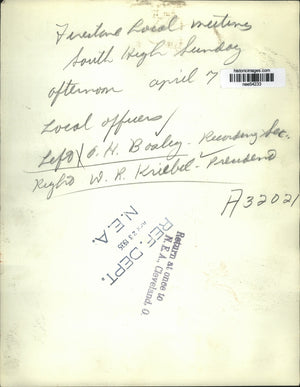 Firestone Local meeting
South High Sunday
afternoon april 7
historicimages.com
nee54233
Local officers
Left O. H. Bosley - Recording Sec.
Right W. R. Kriebel - President
A32021
REF. DEPT.
N.E.A.
Return at once to
N.E.A., Cleveland, O.